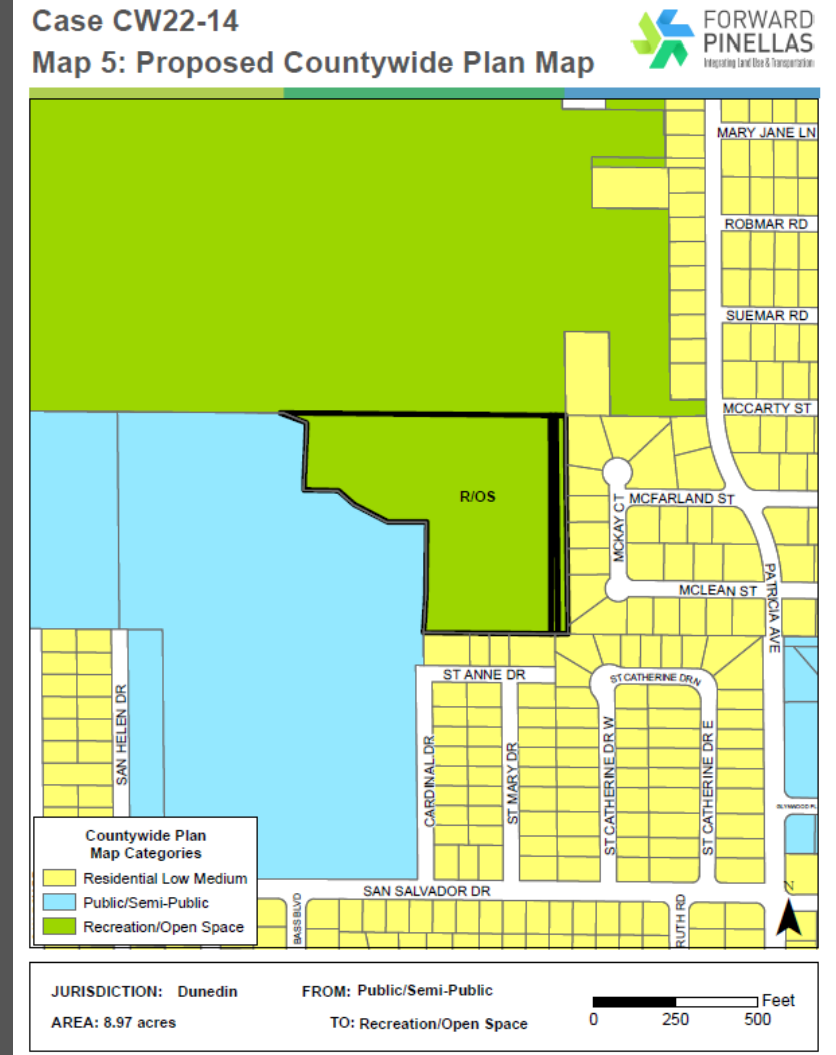 Case CW22-14
Map 5: Proposed Countywide Plan Map
FORWARD
PINELLAS
Integrating Land Use & Transportation
MARY JANE LN
ROBMAR RD
SUEMAR RD
MCCARTY ST
R/OS
MCFARLAND ST
MCKAY CT
MCLEAN ST
PATRICIA AVE
ST ANNE DR
ST CATHERINE DR N
SAN HELEN DR
CARDINAL DR
ST MARY DR
ST CATHERINE DR W
ST CATHERINE DR E
Countywide Plan
Map Categories
Residential Low Medium
Public/Semi-Public
Recreation/Open Space
SAN SALVADOR DR
BASS BLVD
RUTH RD
N
JURISDICTION: Dunedin
FROM: Public/Semi-Public
AREA: 8.97 acres
TO: Recreation/Open Space
Feet
0 250 500